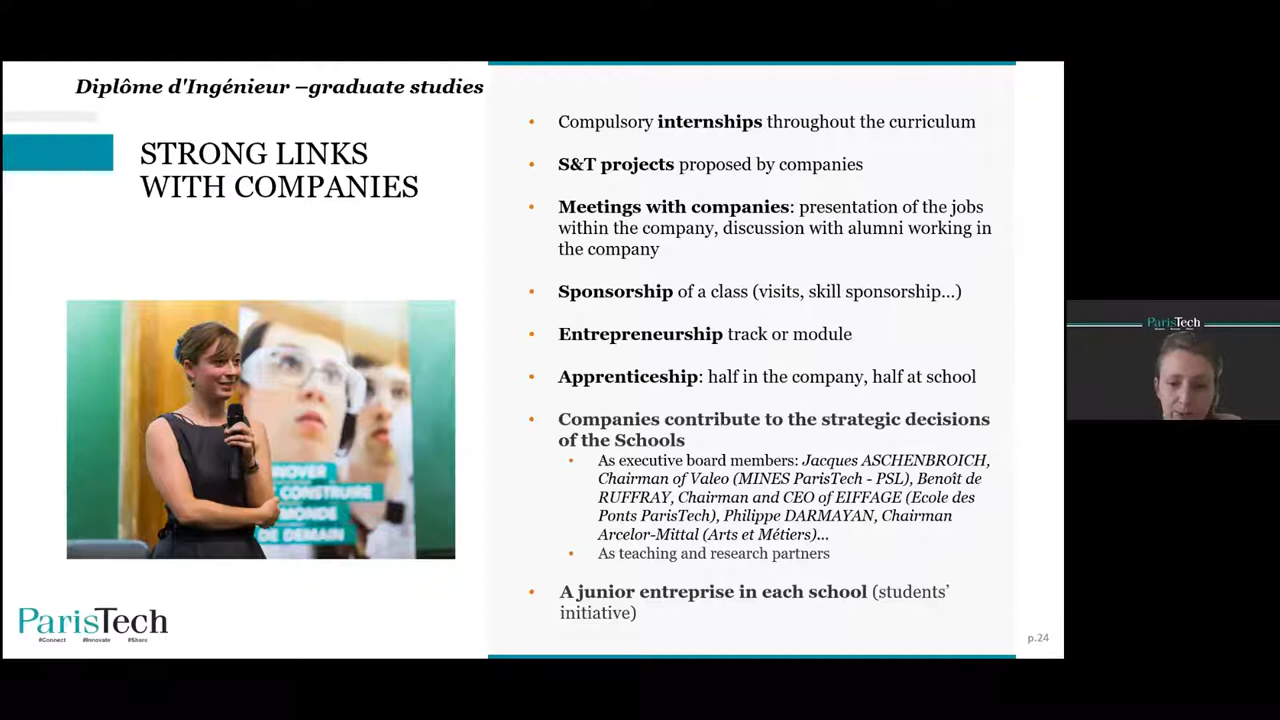 Diplôme d'Ingénieur –graduate studies
STRONG LINKS
WITH COMPANIES
NOVER
CONSTRUIRE
MONDE
DE DEMAIN
ParisTech
#Connect #Innovate #Share
• Compulsory internships throughout the curriculum
• S&T projects proposed by companies
• Meetings with companies: presentation of the jobs
within the company, discussion with alumni working in
the company
• Sponsorship of a class (visits, skill sponsorship…)
• Entrepreneurship track or module
• Apprenticeship: half in the company, half at school
• Companies contribute to the strategic decisions
of the Schools
• As executive board members: Jacques ASCHENBROICH,
Chairman of Valeo (MINES ParisTech - PSL), Benoît de
RUFFRAY, Chairman and CEO of EIFFAGE (Ecole des
Ponts ParisTech), Philippe DARMAYAN, Chairman
Arcelor-Mittal (Arts et Métiers)…
• As teaching and research partners
• A junior entreprise in each school (students'
initiative)
p.24
ParisTech